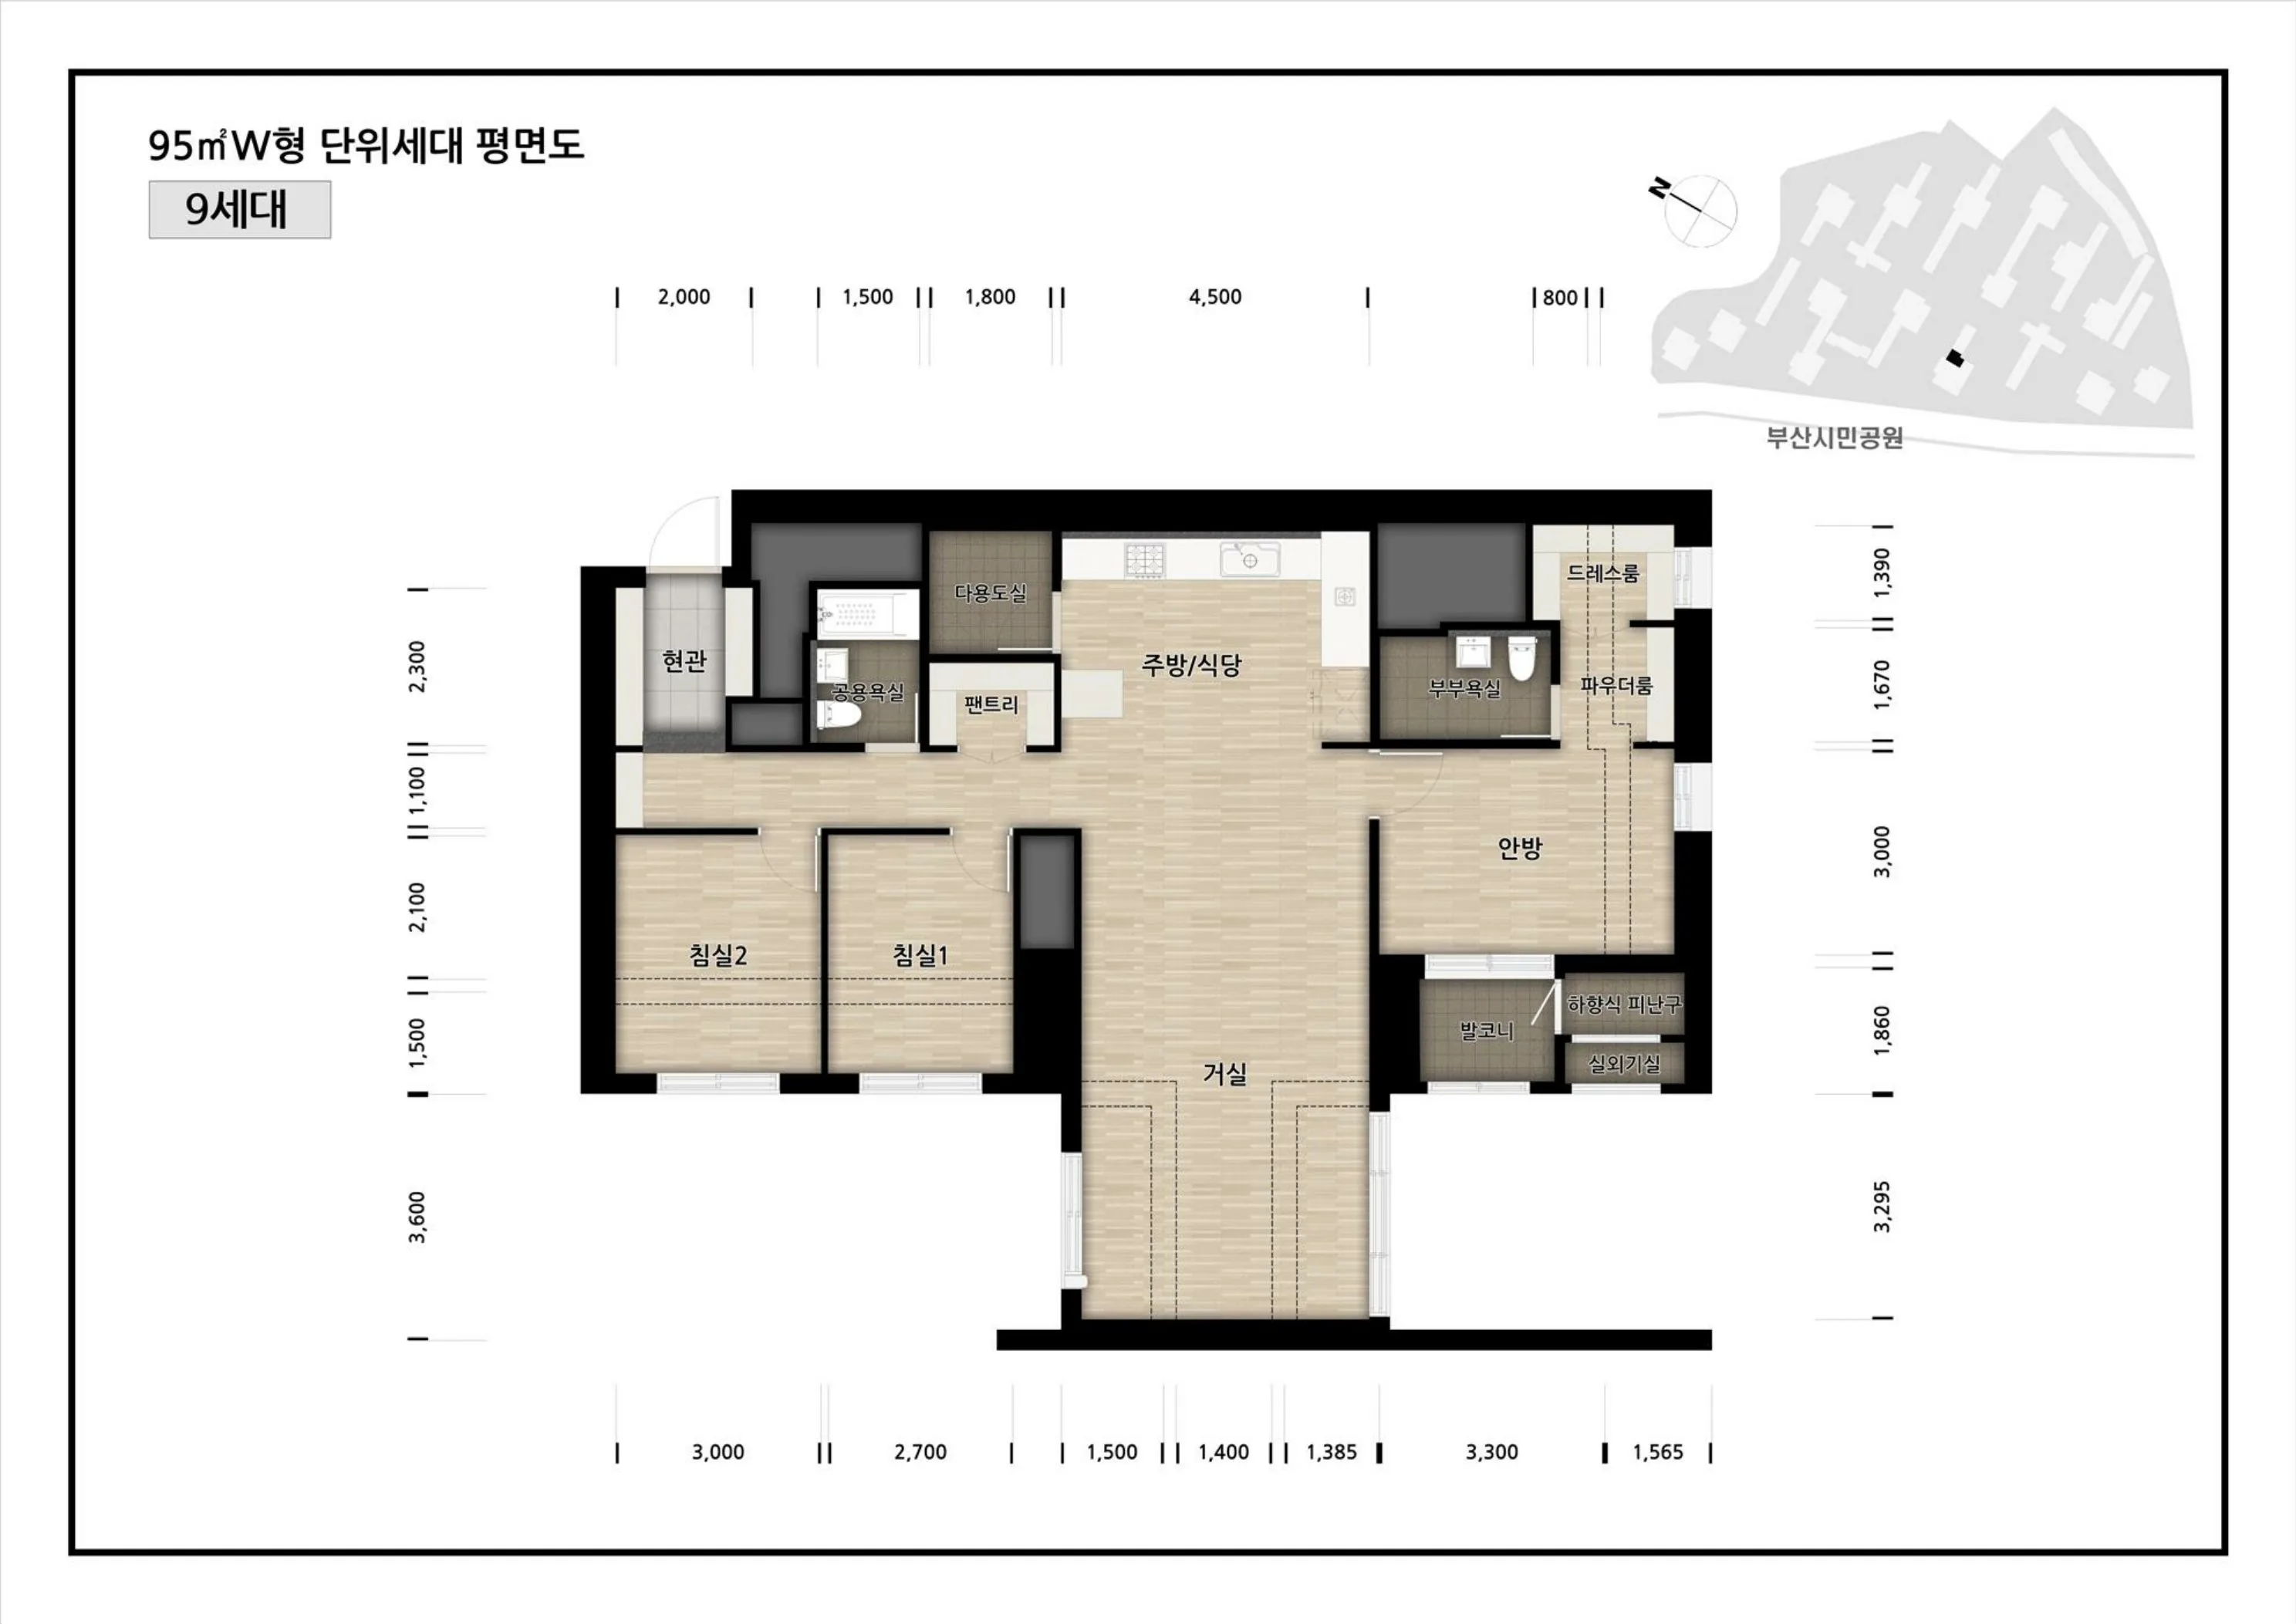 95㎡W형 단위세대 평면도
9세대
N
부산시민공원
2,000
1,500
1,800
4,500
800
현관
공용욕실
다용도실
팬트리
주방/식당
드레스룸
부부욕실
파우더룸
안방
침실2
침실1
거실
발코니
하향식 피난구
실외기실
2,300
1,100
2,100
1,500
3,600
1,390
1,670
3,000
1,860
3,295
3,000
2,700
1,500
1,400
1,385
3,300
1,565